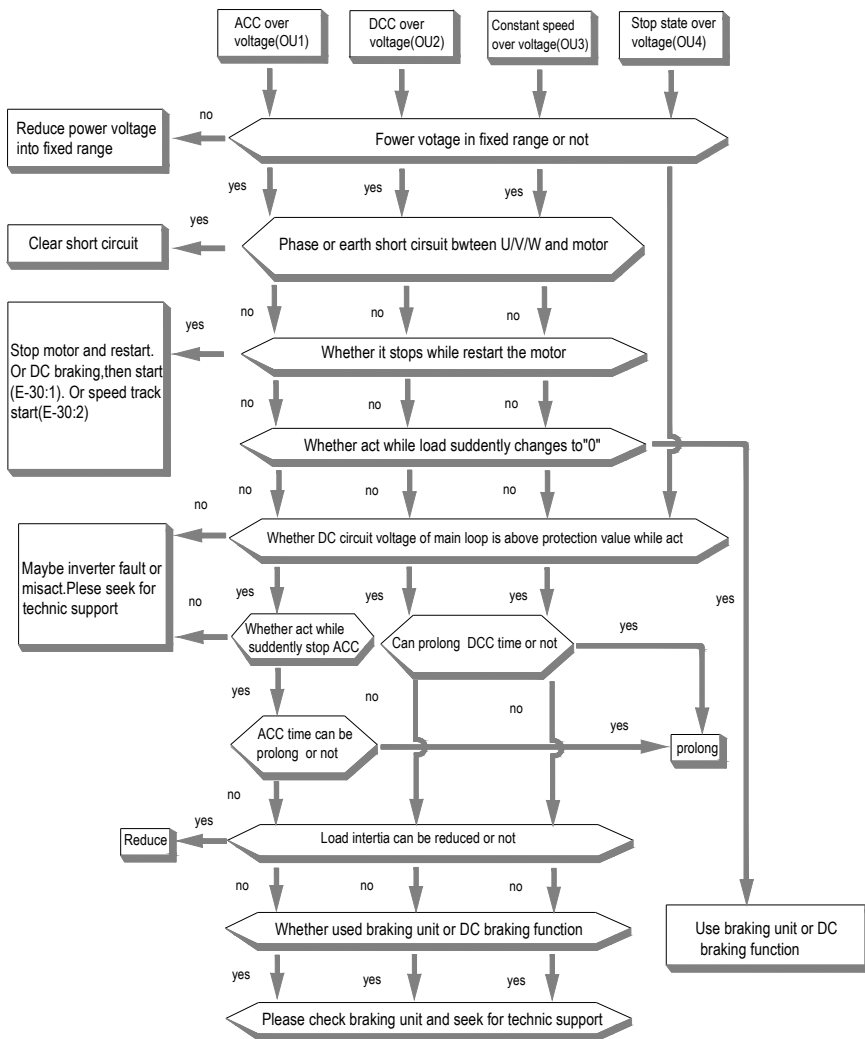 ACC over
voltage(OU1)
DCC over
voltage(OU2)
Constant speed
over voltage(OU3)
Stop state over
voltage(OU4)
no
Reduce power voltage
into fixed range
Fower votage in fixed range or not
yes
yes
yes
yes
Clear short circuit
Phase or earth short circuit bwteen U/V/W and motor
no
no
no
yes
Stop motor and restart.
Or DC braking,then start
(E-30:1). Or speed track
start(E-30:2)
Whether it stops while restart the motor
no
no
no
Whether act while load suddently changes to"0"
no
no
no
no
Whether DC circuit voltage of main loop is above protection value while act
Maybe inverter fault or
misact.Plese seek for
technic support
yes
yes
yes
yes
no
Whether act while
suddently stop ACC
Can prolong DCC time or not
yes
yes
no
no
yes
ACC time can be
prolong or not
prolong
no
yes
Reduce
Load intertia can be reduced or not
no
no
no
Whether used braking unit or DC braking function
Use braking unit or DC
braking function
yes
yes
yes
Please check braking unit and seek for technic support